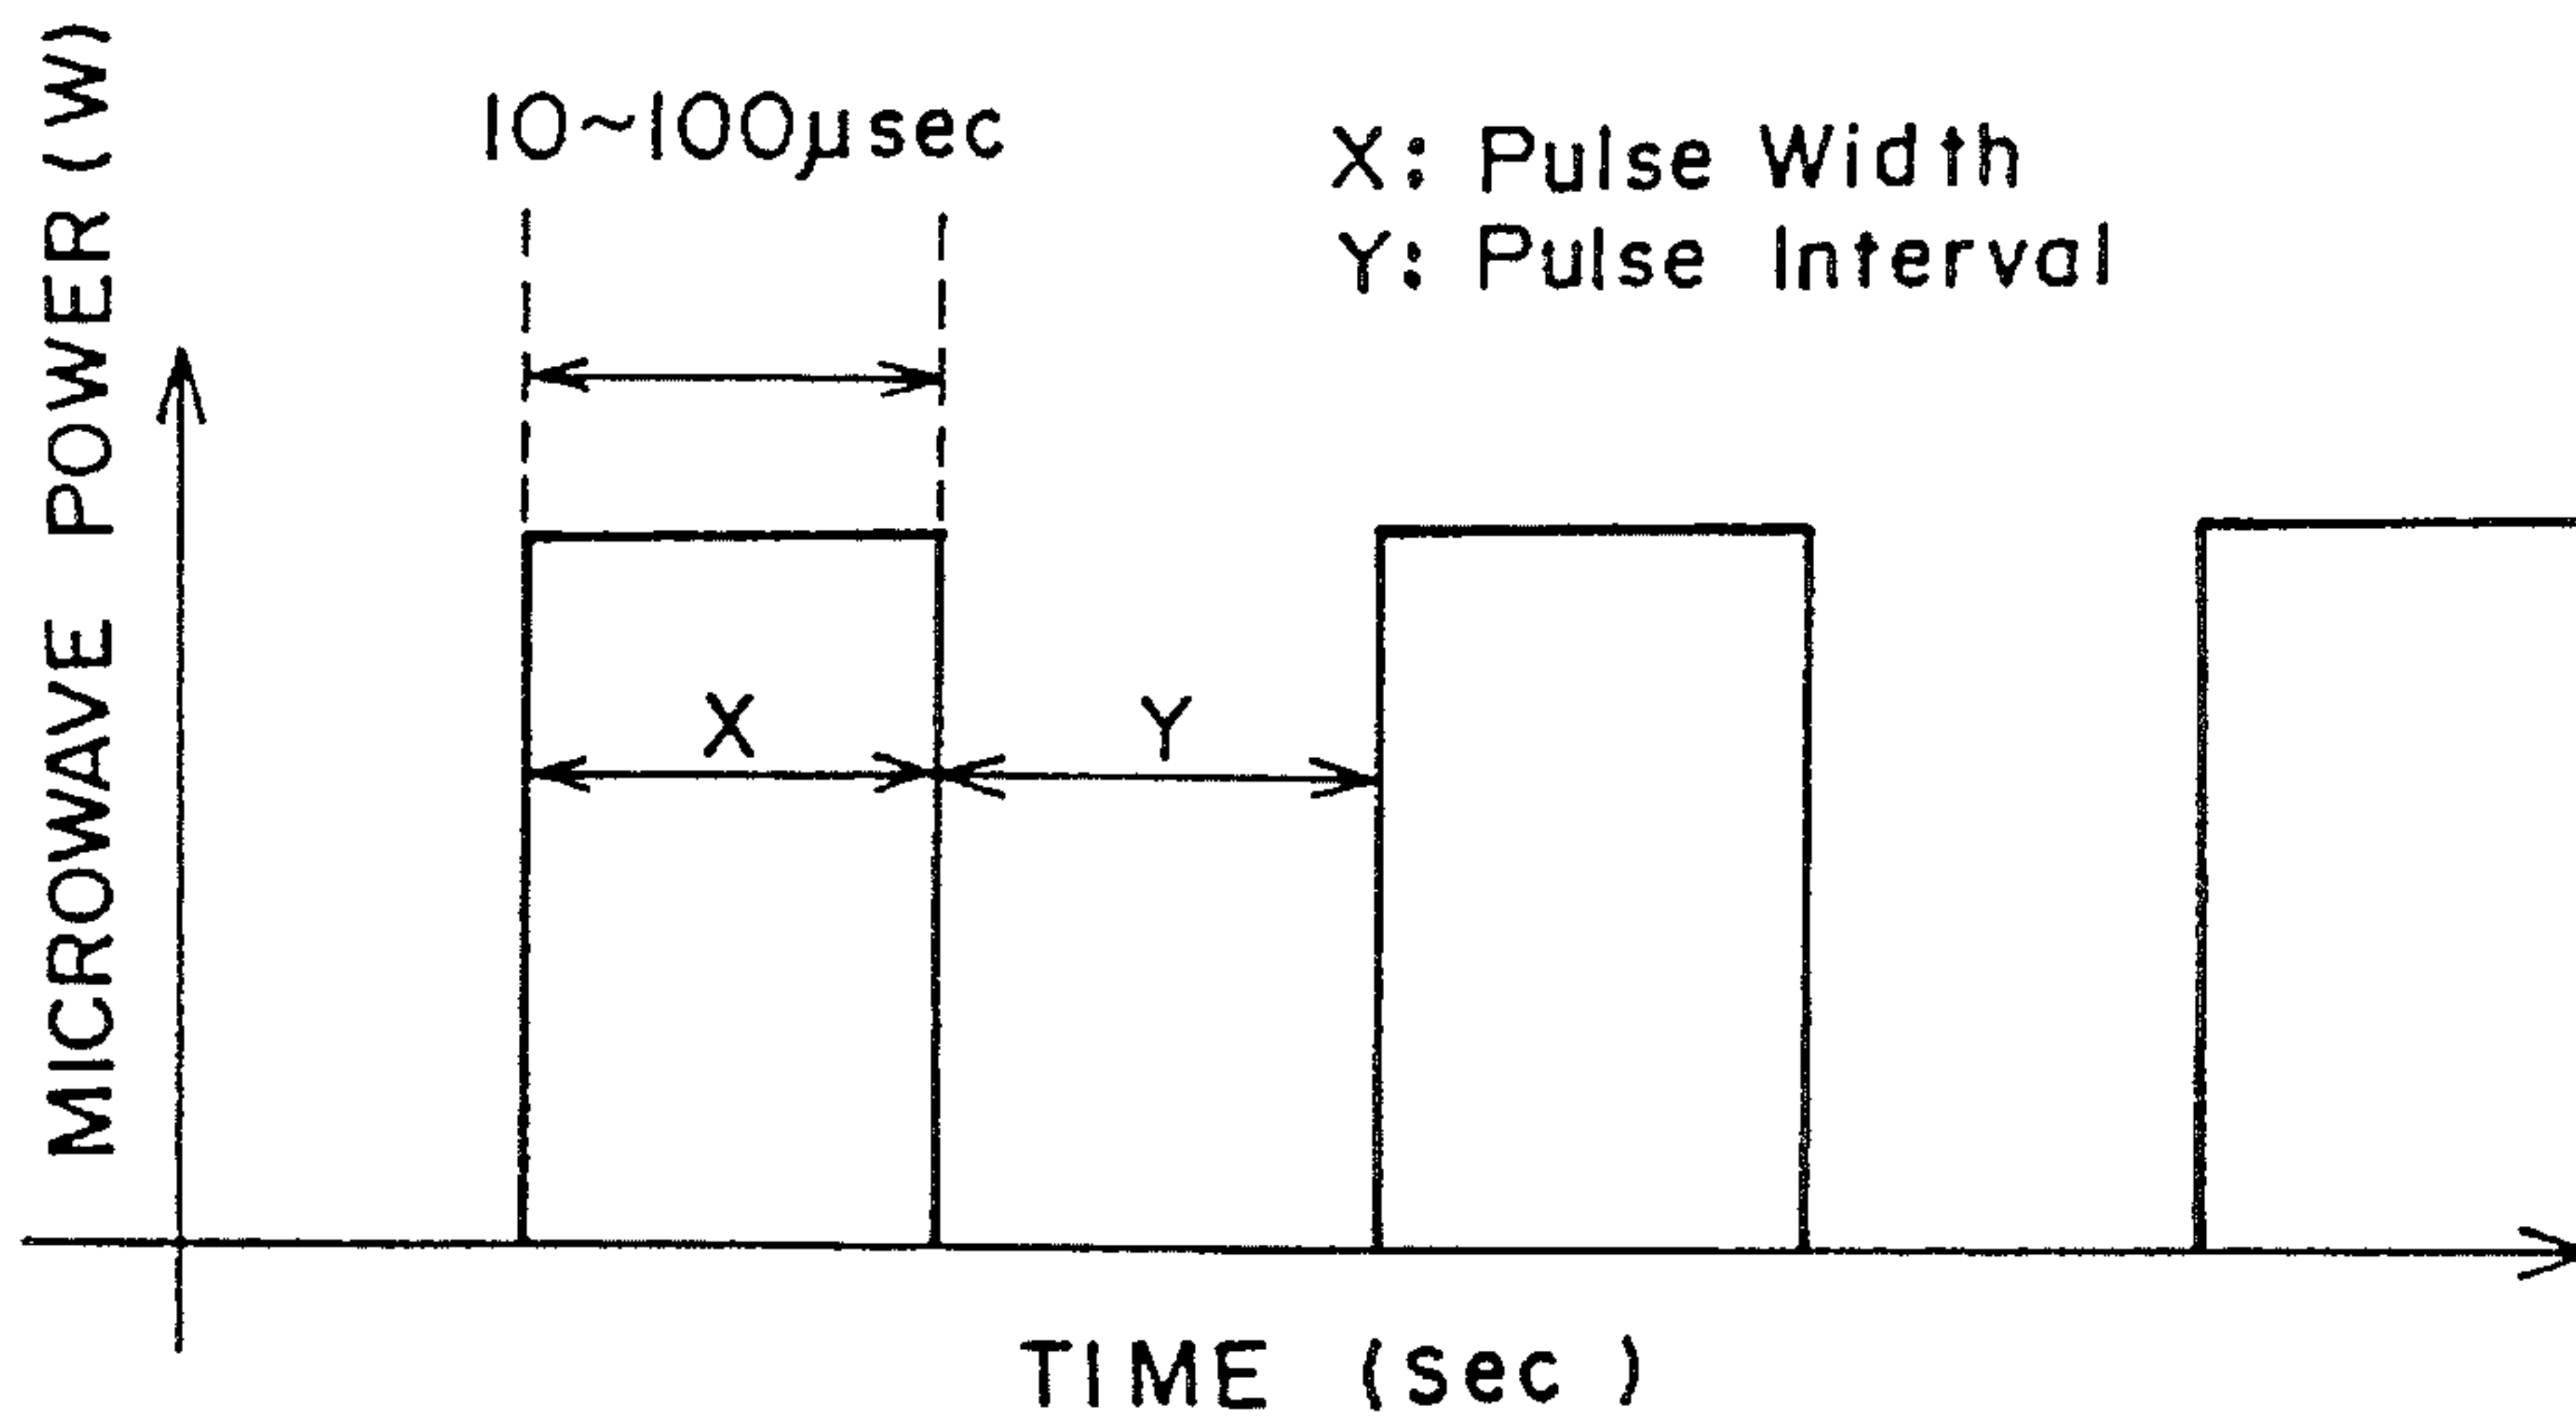 MICROWAVE POWER (W)
10~100μsec
X: Pulse Width
Y: Pulse Interval
X
Y
TIME (sec )